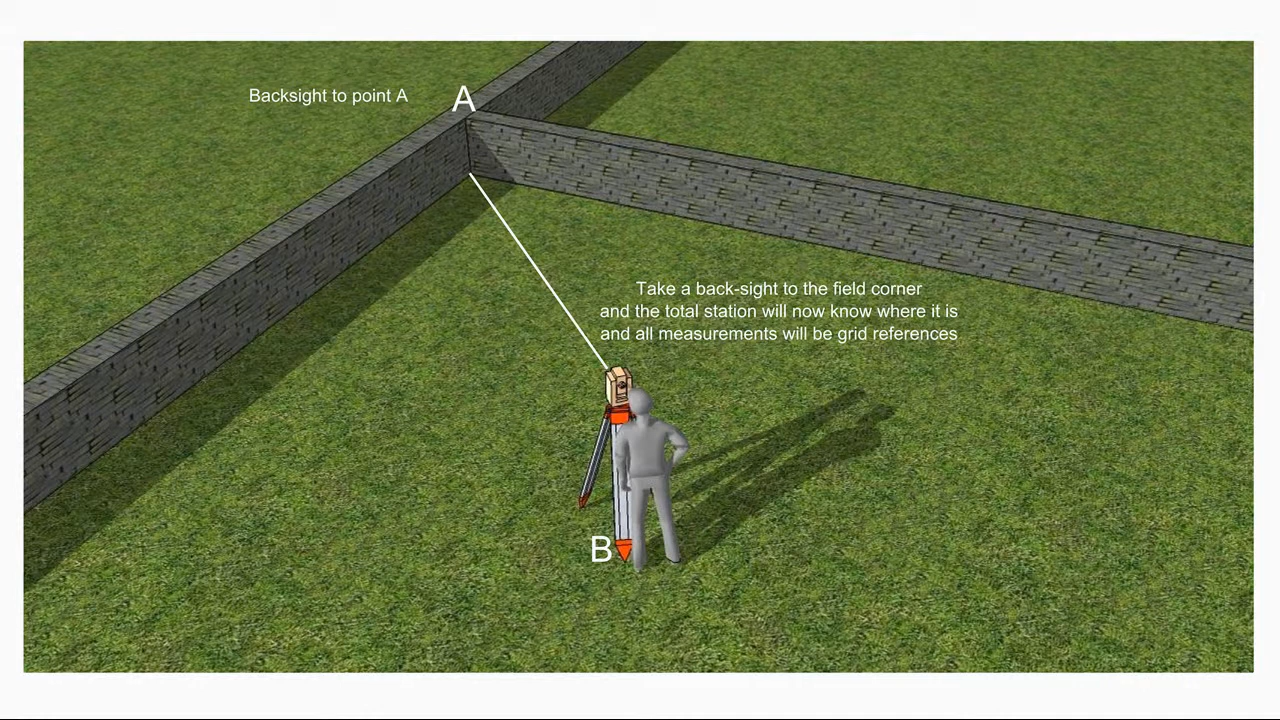 Backsight to point A
A
Take a back-sight to the field corner
and the total station will now know where it is
and all measurements will be grid references
B